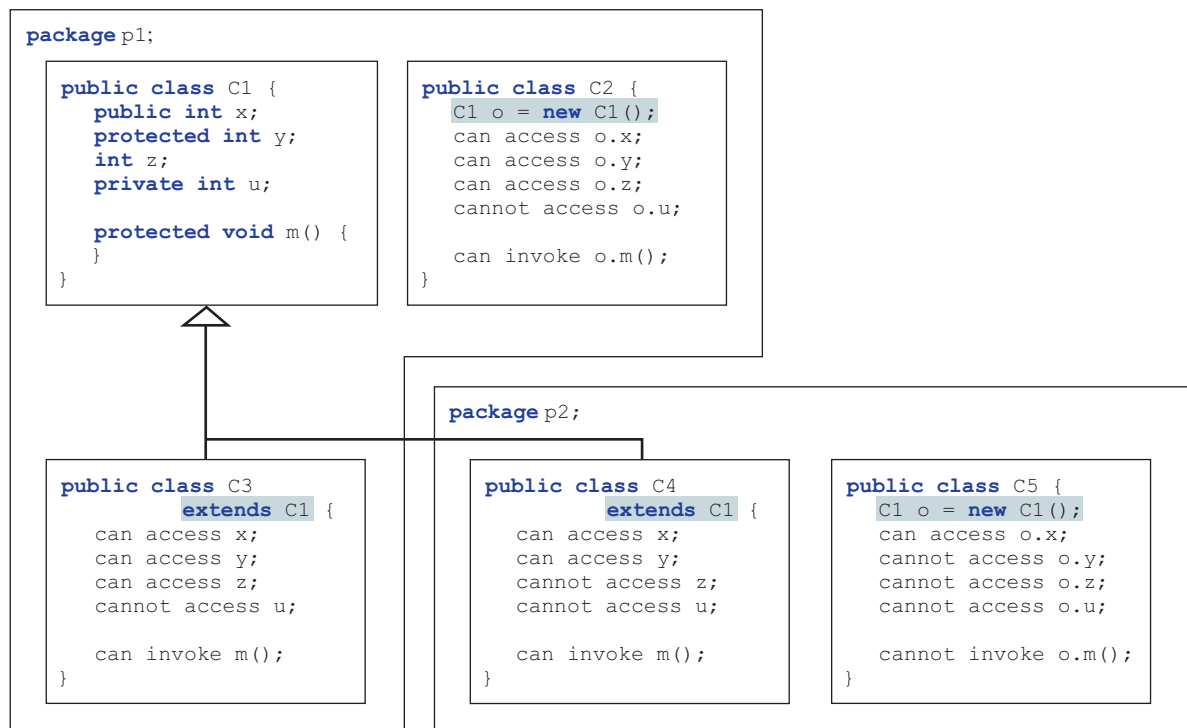 package p1;
public class C1 {
public int x;
protected int y;
int z;
private int u;
protected void m() {
}
}
public class C2 {
C1 o = new C1();
can access o.x;
can access o.y;
can access o.z;
cannot access o.u;
can invoke o.m();
}
public class C3
extends C1 {
can access x;
can access y;
can access z;
cannot access u;
can invoke m();
}
package p2;
public class C4
extends C1 {
can access x;
can access y;
cannot access z;
cannot access u;
can invoke m();
}
public class C5 {
C1 o = new C1();
can access o.x;
cannot access o.y;
cannot access o.z;
cannot access o.u;
cannot invoke o.m();
}